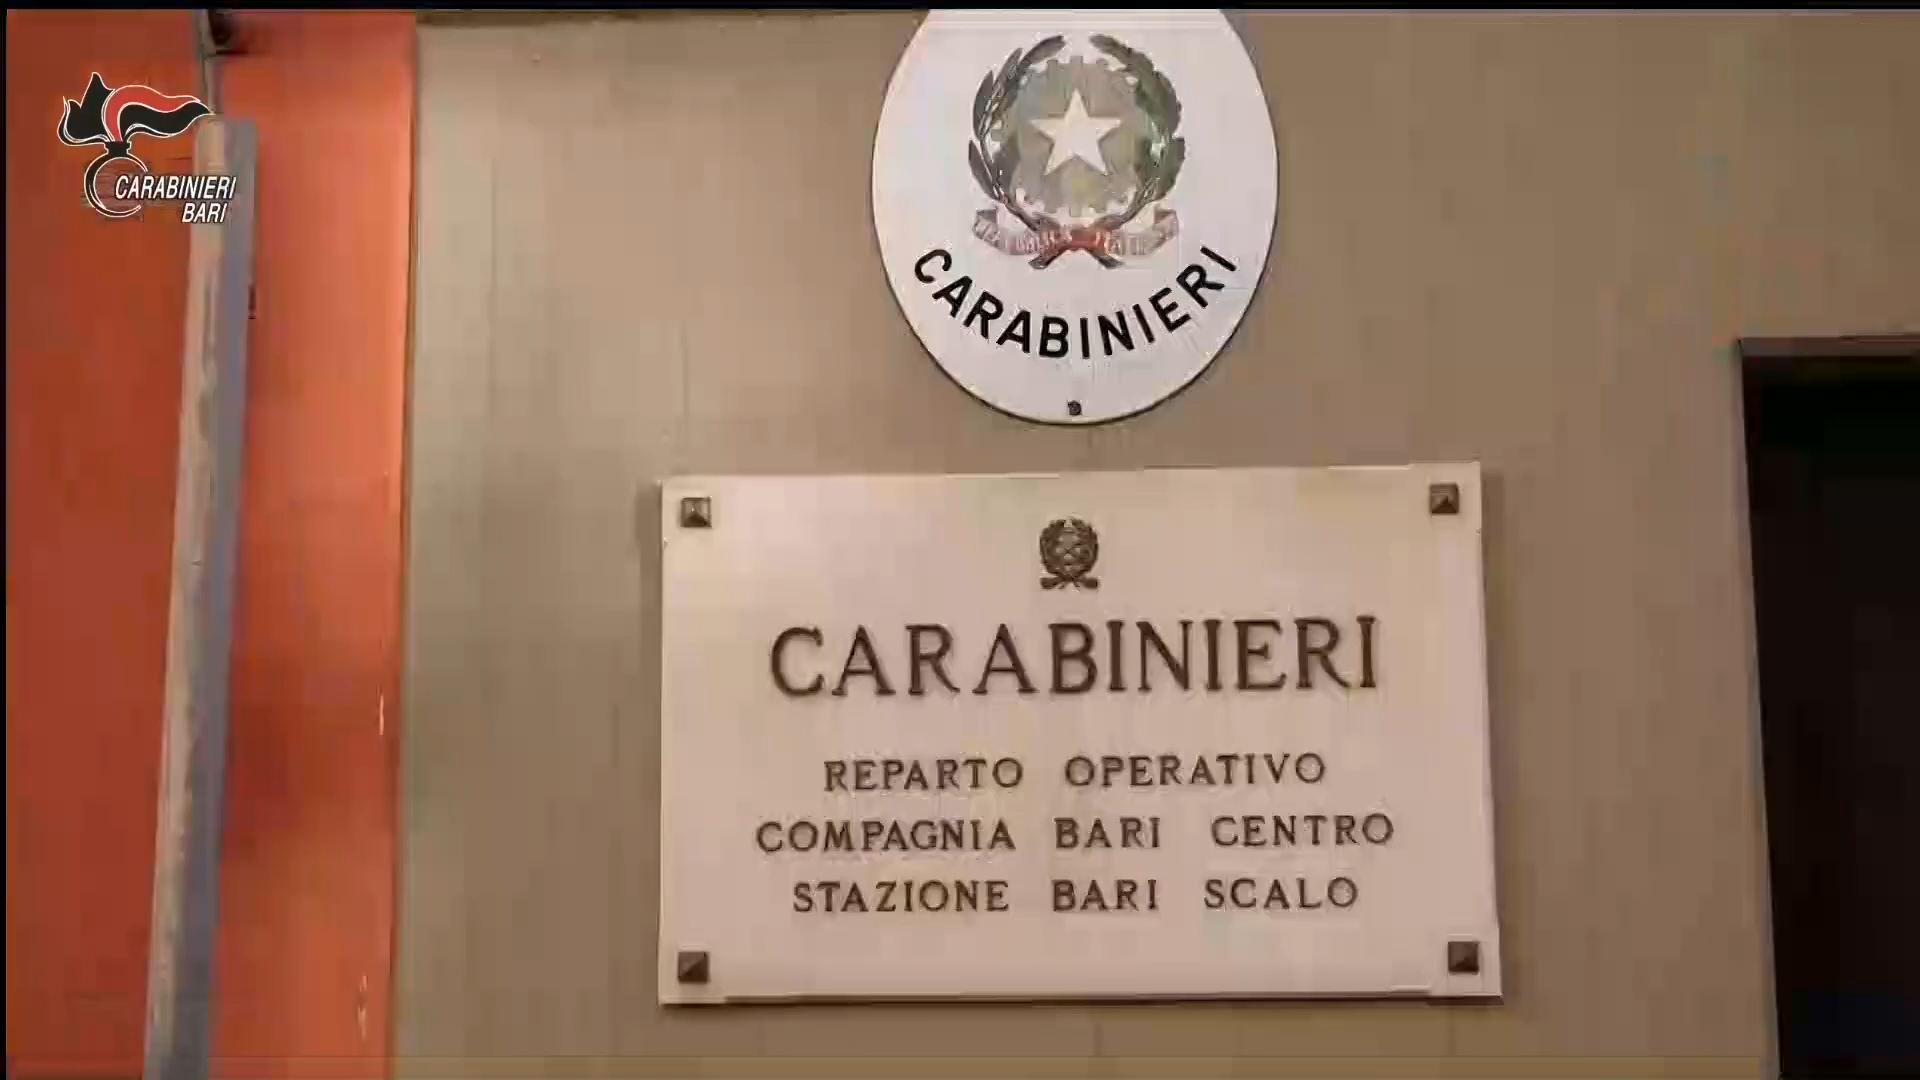 CARABINIERI
BARI
CARABINIERI
CARABINIERI
REPARTO OPERATIVO
COMPAGNIA BARI CENTRO
STAZIONE BARI SCALO